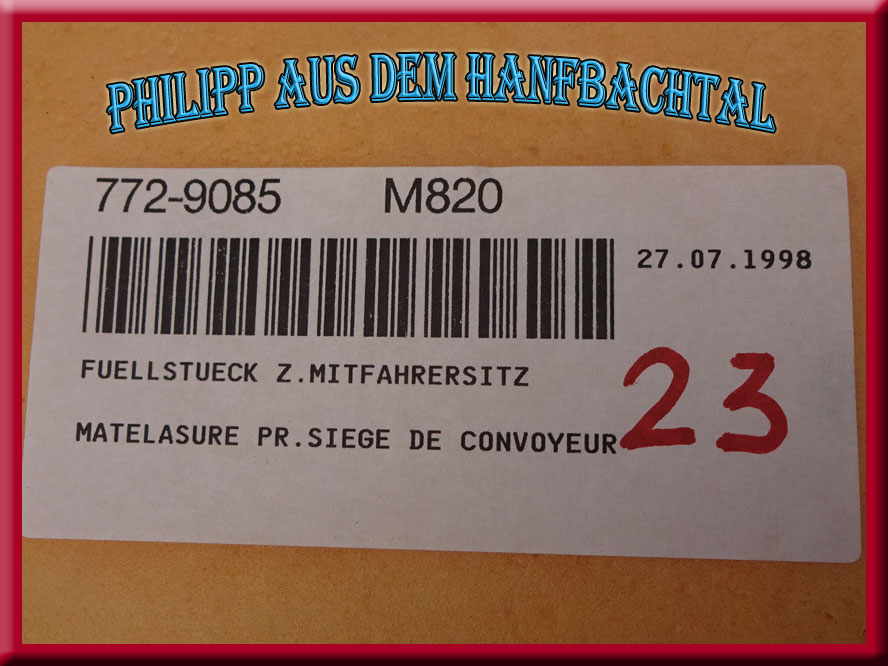 PHILIPP AUS DEM HANFBACHTAL
772-9085 M820
27.07.1998
FUELLSTUECK Z.MITFAHRERSITZ
MATELASURE PR.SIEGE DE CONVOYEUR
23